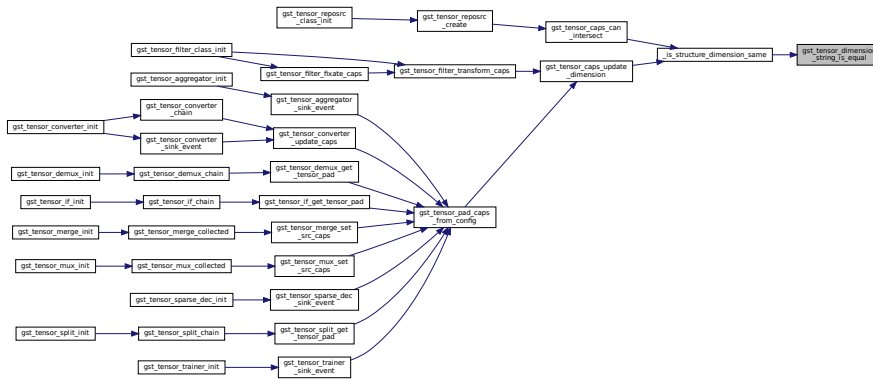 gst_tensor_reposrc
_class_init
gst_tensor_reposrc
_create
gst_tensor_caps_can
_intersect
gst_tensor_filter_class_init
gst_tensor_filter_fixate_caps
gst_tensor_filter_transform_caps
gst_tensor_caps_update
_dimension
_is_structure_dimension_same
gst_tensor_dimension
_string_is_equal
gst_tensor_aggregator_init
gst_tensor_aggregator
_sink_event
gst_tensor_converter_init
gst_tensor_converter
_chain
gst_tensor_converter
_sink_event
gst_tensor_converter
_update_caps
gst_tensor_demux_init
gst_tensor_demux_chain
gst_tensor_demux_get
_tensor_pad
gst_tensor_if_init
gst_tensor_if_chain
gst_tensor_if_get_tensor_pad
gst_tensor_pad_caps
_from_config
gst_tensor_merge_init
gst_tensor_merge_collected
gst_tensor_merge_set
_src_caps
gst_tensor_mux_init
gst_tensor_mux_collected
gst_tensor_mux_set
_src_caps
gst_tensor_sparse_dec_init
gst_tensor_sparse_dec
_sink_event
gst_tensor_split_init
gst_tensor_split_chain
gst_tensor_split_get
_tensor_pad
gst_tensor_trainer_init
gst_tensor_trainer
_sink_event